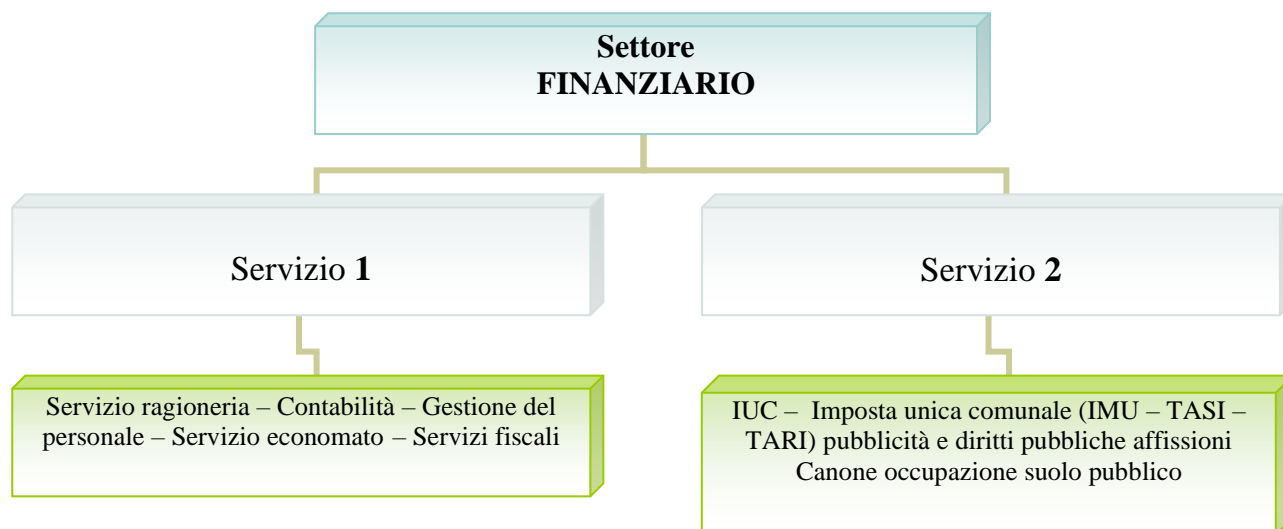 Settore
FINANZIARIO
Servizio 1
Servizio 2
Servizio ragioneria – Contabilità – Gestione del
personale – Servizio economato – Servizi fiscali
IUC – Imposta unica comunale (IMU – TASI –
TARI) pubblicità e diritti pubbliche affissioni
Canone occupazione suolo pubblico